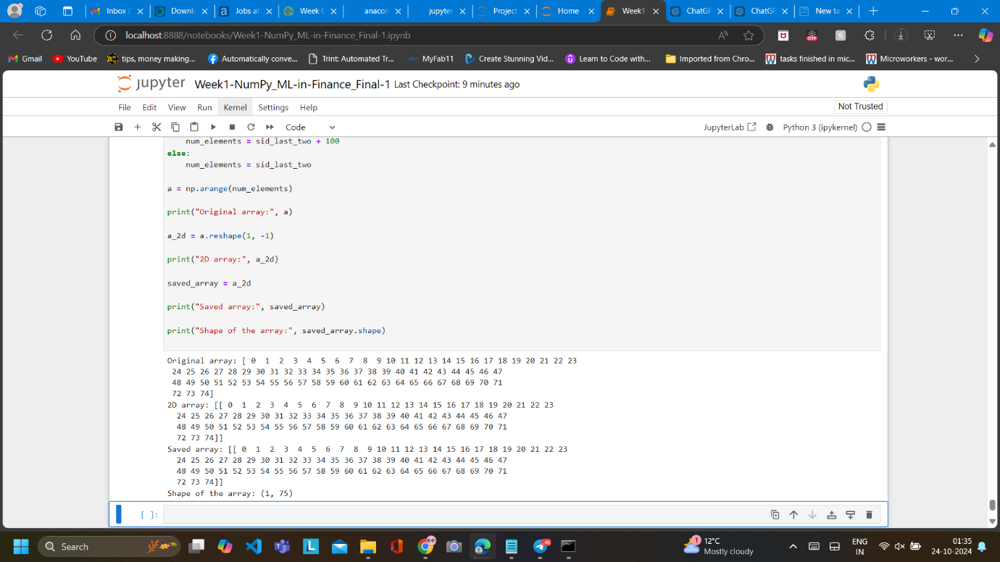 Inbox (
Downl
Jobs at
Week (
anacon
jupyter
Project
Home
Week1-
ChatGP
ChatGP
New ta
localhost:8888/notebooks/Week1-NumPy_ML-in-Finance_Final-1.ipynb
Gmail
YouTube
tips, money making...
Automatically conve...
Trint: Automated Tr...
MyFab11
Create Stunning Vid...
Learn to Code with...
Imported from Chro...
tasks finished in mic...
Microworkers - wor...
jupyter Week1-NumPy_ML-in-Finance_Final-1 Last Checkpoint: 9 minutes ago
File Edit View Run Kernel Settings Help Not Trusted
Code JupyterLab Python 3 (ipykernel)
num_elements = sid_last_two + 100
else:
num_elements = sid_last_two
a = np.arange(num_elements)
print("Original array:", a)
a_2d = a.reshape(1, -1)
print("2D array:", a_2d)
saved_array = a_2d
print("Saved array:", saved_array)
print("Shape of the array:", saved_array.shape)
Original array: [ 0 1 2 3 4 5 6 7 8 9 10 11 12 13 14 15 16 17 18 19 20 21 22 23
24 25 26 27 28 29 30 31 32 33 34 35 36 37 38 39 40 41 42 43 44 45 46 47
48 49 50 51 52 53 54 55 56 57 58 59 60 61 62 63 64 65 66 67 68 69 70 71
72 73 74]
2D array: [[ 0 1 2 3 4 5 6 7 8 9 10 11 12 13 14 15 16 17 18 19 20 21 22 23
24 25 26 27 28 29 30 31 32 33 34 35 36 37 38 39 40 41 42 43 44 45 46 47
48 49 50 51 52 53 54 55 56 57 58 59 60 61 62 63 64 65 66 67 68 69 70 71
72 73 74]]
Saved array: [[ 0 1 2 3 4 5 6 7 8 9 10 11 12 13 14 15 16 17 18 19 20 21 22 23
24 25 26 27 28 29 30 31 32 33 34 35 36 37 38 39 40 41 42 43 44 45 46 47
48 49 50 51 52 53 54 55 56 57 58 59 60 61 62 63 64 65 66 67 68 69 70 71
72 73 74]]
Shape of the array: (1, 75)
[ ]:
Search
46
1
12°C
Mostly cloudy
ENG
IN
01:35
24-10-2024